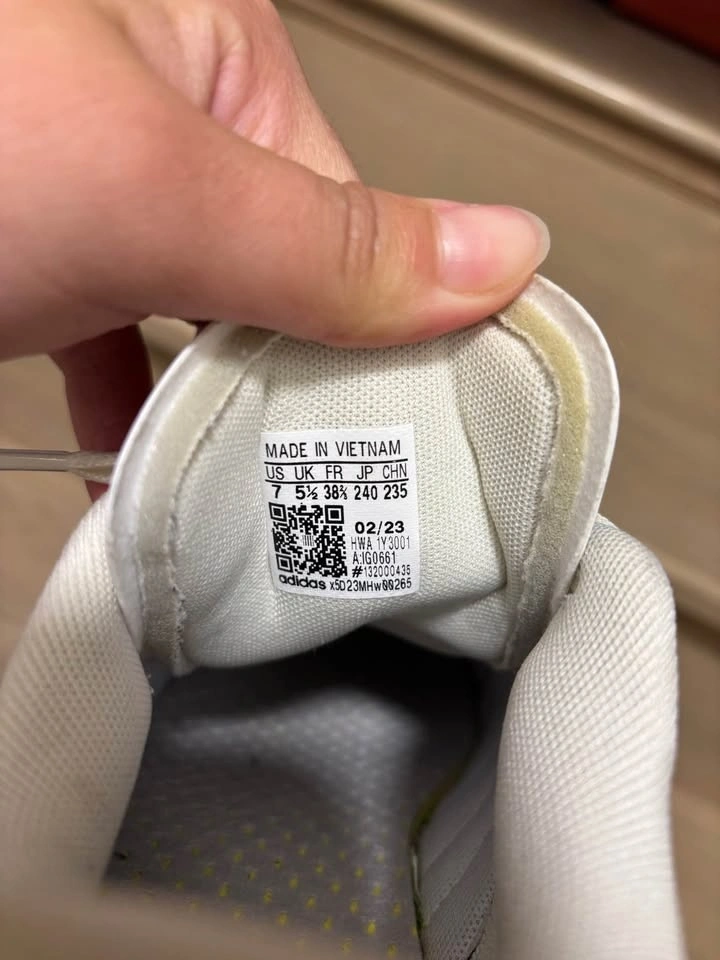 MADE IN VIETNAM
US UK FR JP CHN
7 5½ 38⅔ 240 235
02/23
HWA 1Y3001
A:IG0661
#132000435
adidas x5D23MHw00265